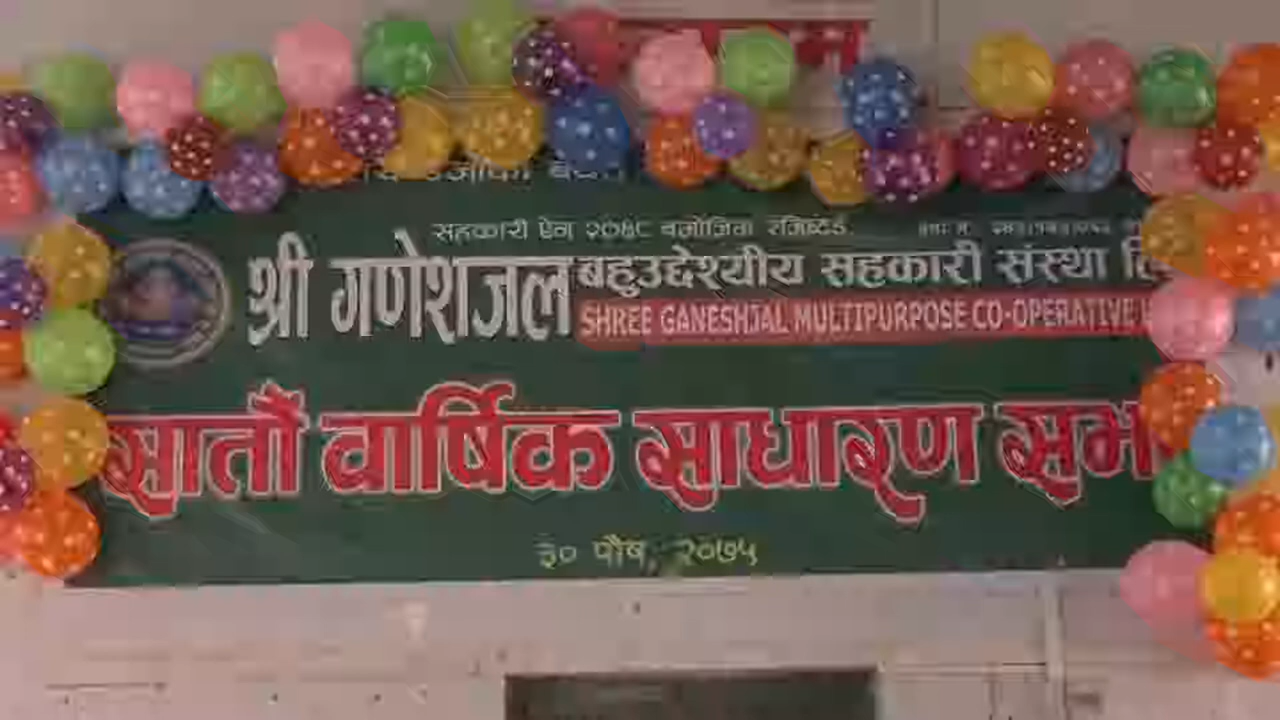 सहकारी ऐन २०४८ बमोजिम रजिष्टर्ड
श्री गणेशजल बहुउद्देश्यीय सहकारी संस्था
SHREE GANESHJAL MULTIPURPOSE CO-OPERATIVE
सातौं वार्षिक साधारण सभा
३० पौष, २०७५